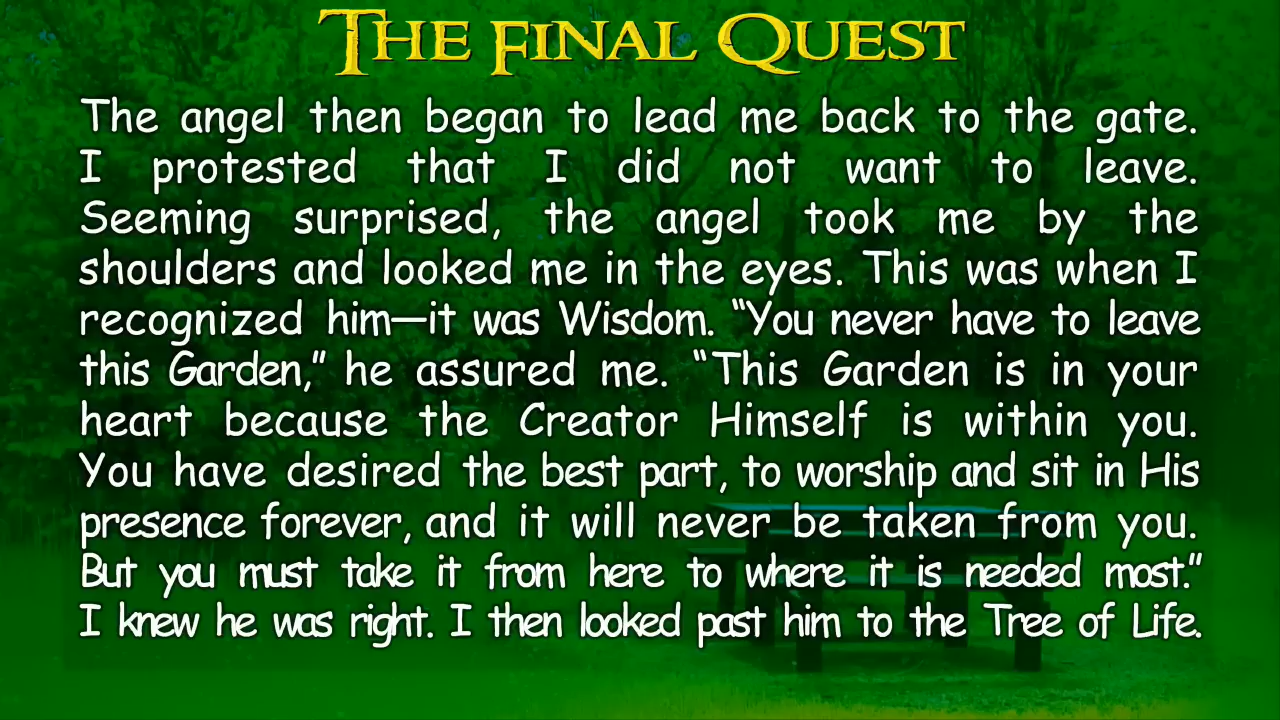 The Final Quest
The angel then began to lead me back to the gate.
I protested that I did not want to leave.
Seeming surprised, the angel took me by the
shoulders and looked me in the eyes. This was when I
recognized him—it was Wisdom. “You never have to leave
this Garden,” he assured me. “This Garden is in your
heart because the Creator Himself is within you.
You have desired the best part, to worship and sit in His
presence forever, and it will never be taken from you.
But you must take it from here to where it is needed most.”
I knew he was right. I then looked past him to the Tree of Life.